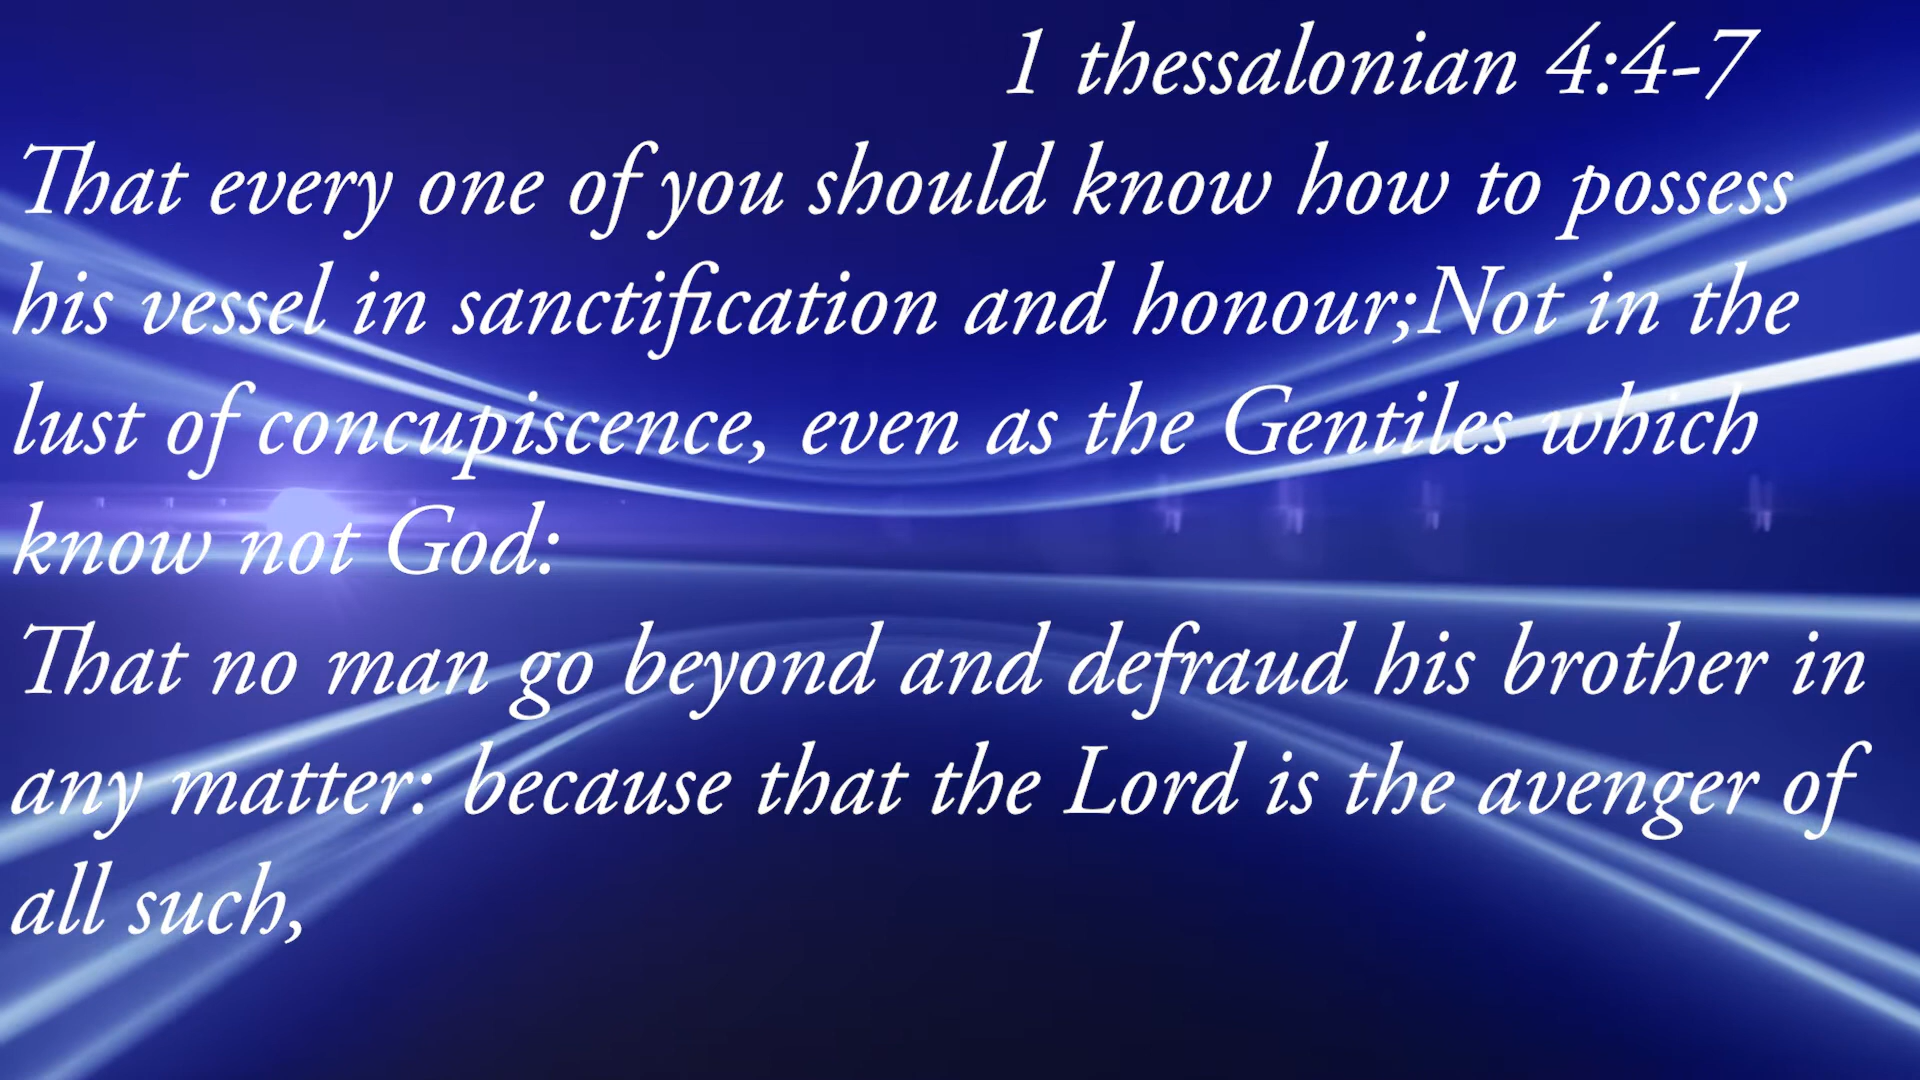 1 thessalonian 4:4-7
That every one of you should know how to possess
his vessel in sanctification and honour;Not in the
lust of concupiscence, even as the Gentiles which
know not God:
That no man go beyond and defraud his brother in
any matter: because that the Lord is the avenger of
all such,